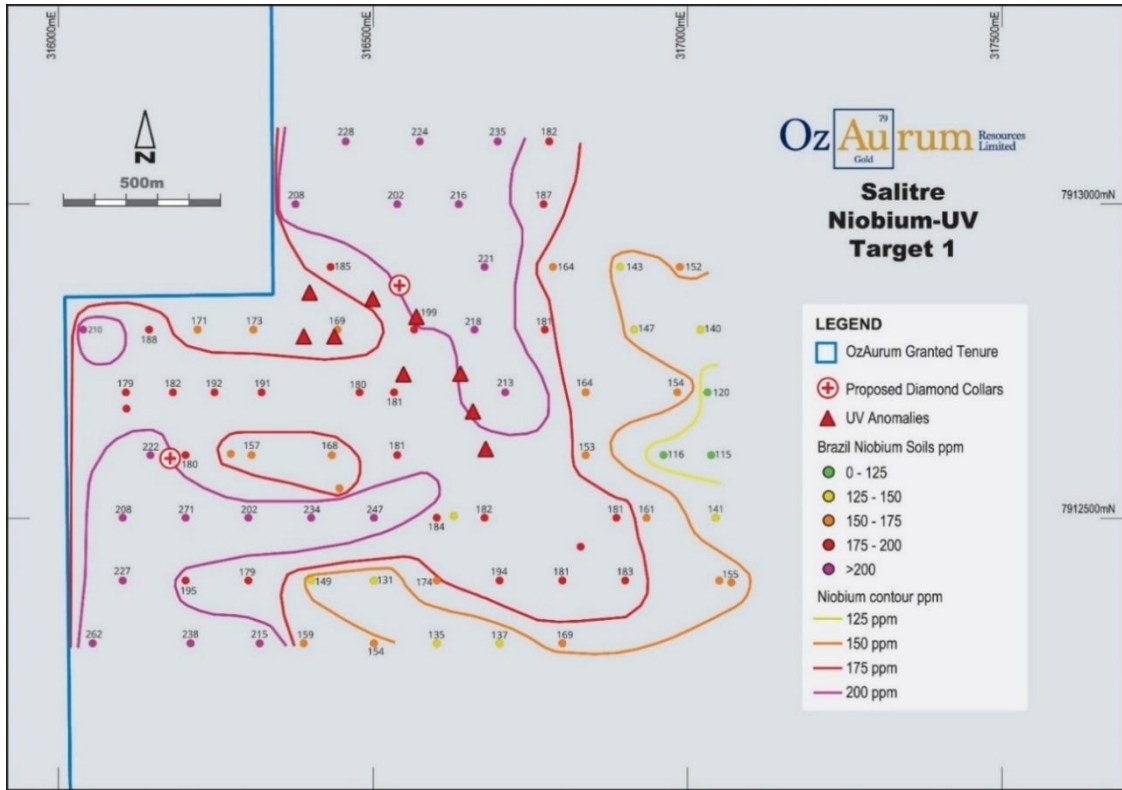 316000mE
316500mE
317000mE
317500mE
N
500m
79
OzAurum Resources Limited
Gold
Salitre
Niobium-UV
Target 1
7913000mN
7912500mN
228 224 235 182
208 202 216 187
185 221 164 143 152
210 188 171 173 169 199 218 181 147 140
179 182 192 191 180 181 213 164 154 120
222 180 157 168 181 153 116 115
208 271 202 234 247 184 182 181 161 141
227 195 179 149 131 174 194 181 183 155
262 238 215 159 154 135 137 169
LEGEND
OzAurum Granted Tenure
Proposed Diamond Collars
UV Anomalies
Brazil Niobium Soils ppm
0 - 125
125 - 150
150 - 175
175 - 200
>200
Niobium contour ppm
125 ppm
150 ppm
175 ppm
200 ppm